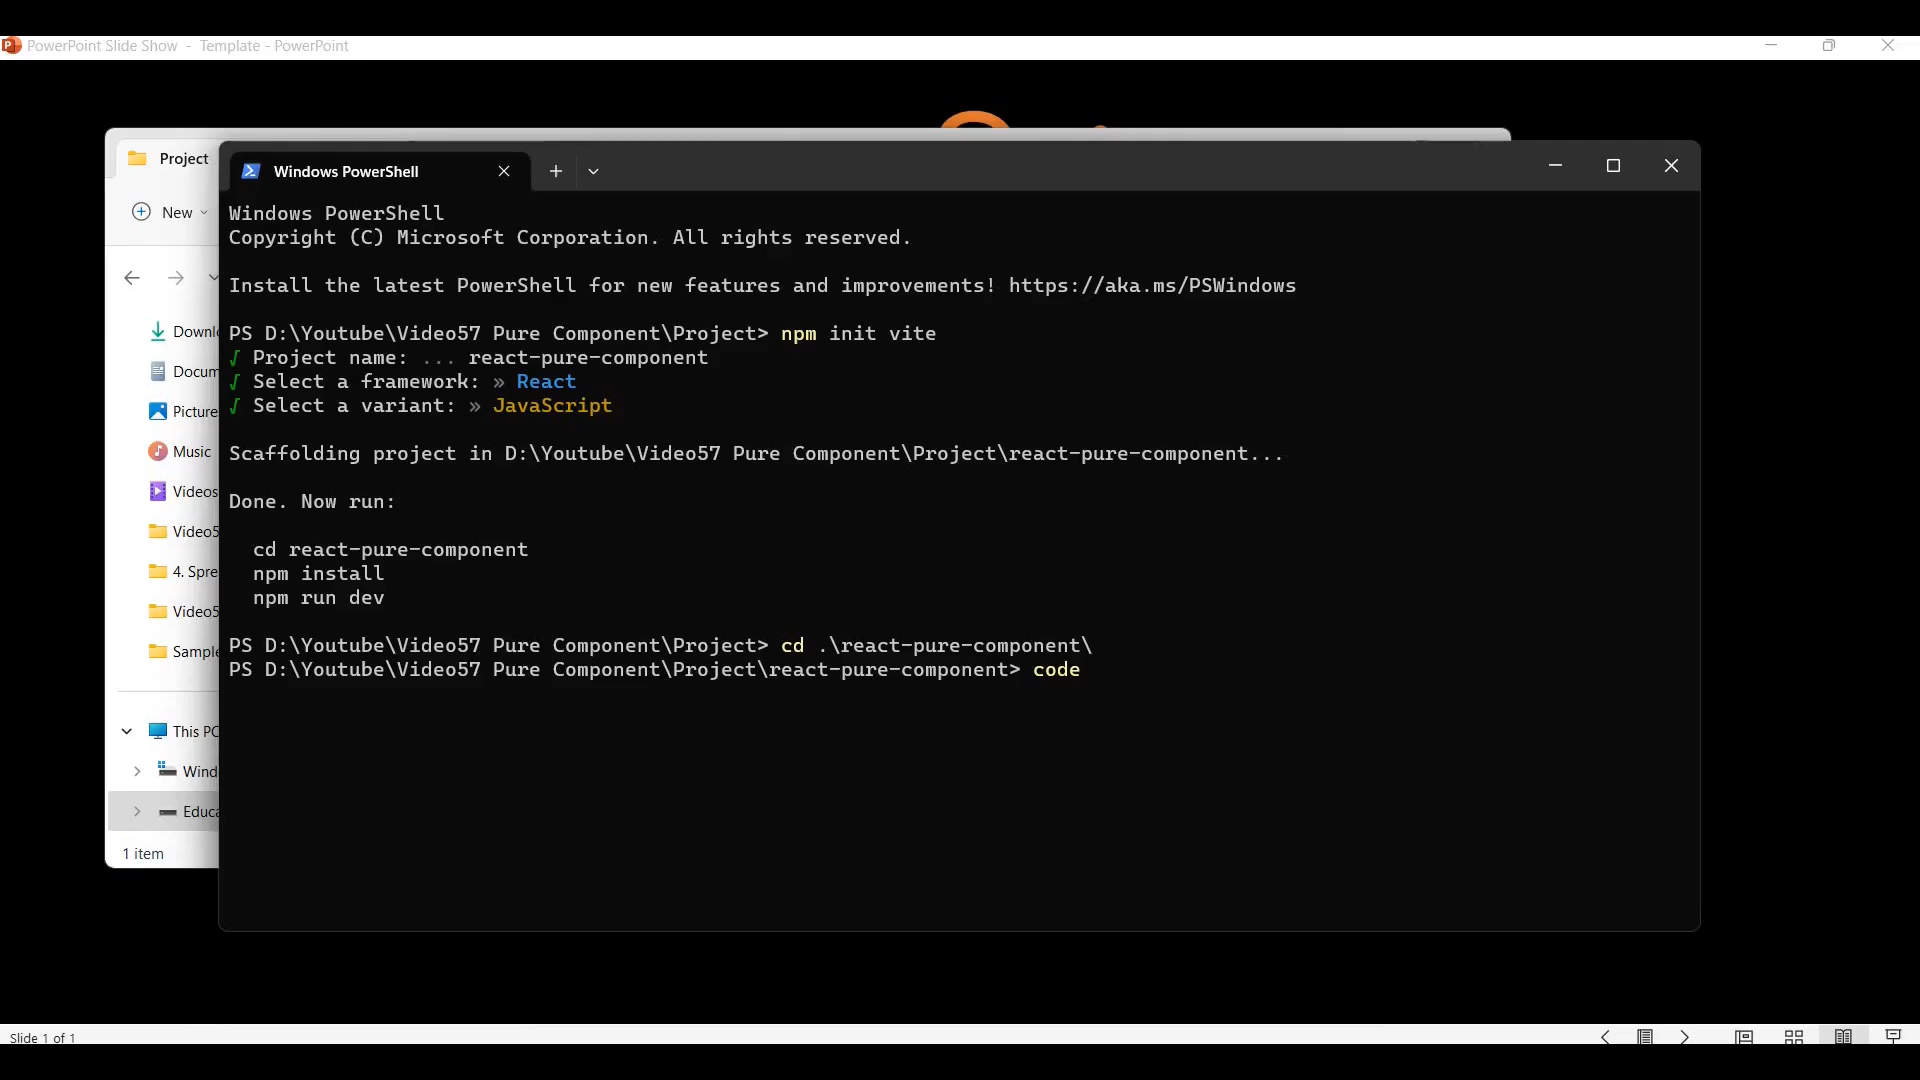 PowerPoint Slide Show - Template - PowerPoint
Project
New
Windows PowerShell
Windows PowerShell
Copyright (C) Microsoft Corporation. All rights reserved.
Install the latest PowerShell for new features and improvements! https://aka.ms/PSWindows
PS D:\Youtube\Video57 Pure Component\Project> npm init vite
√ Project name: ... react-pure-component
√ Select a framework: » React
√ Select a variant: » JavaScript
Scaffolding project in D:\Youtube\Video57 Pure Component\Project\react-pure-component...
Done. Now run:
cd react-pure-component
npm install
npm run dev
PS D:\Youtube\Video57 Pure Component\Project> cd .\react-pure-component\
PS D:\Youtube\Video57 Pure Component\Project\react-pure-component> code
Music
Videos
4.
This PC
1 item
Slide 1 of 1